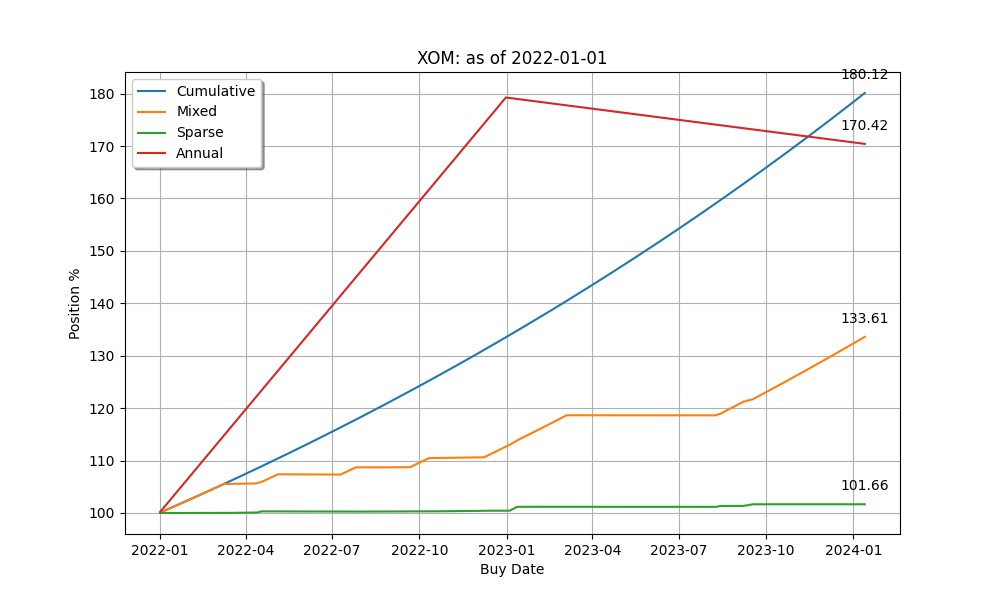 XOM: as of 2022-01-01
180.12
180
Cumulative
Mixed
Sparse
Annual
170.42
170
160
150
140
133.61
130
120
110
101.66
100
2022-01 2022-04 2022-07 2022-10 2023-01 2023-04 2023-07 2023-10 2024-01
Buy Date
Position %